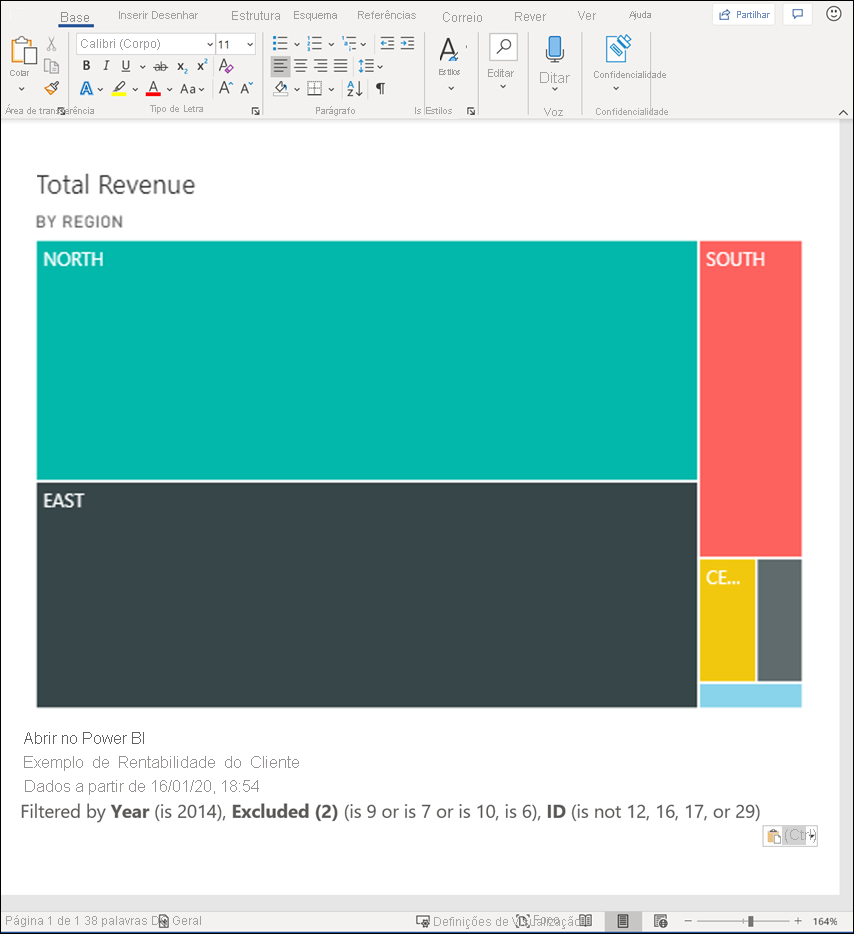 Base Inserir Desenhar Estrutura Esquema Referências Correio Rever Ver Ajuda Partilhar
Calibri (Corpo) 11
Colar Estilos Editar Ditar Confidencialidade
Área de transferência Tipo de Letra Parágrafo Estilos Voz Confidencialidade
Total Revenue
BY REGION
NORTH
SOUTH
EAST
CE...
Abrir no Power BI
Exemplo de Rentabilidade do Cliente
Dados a partir de 16/01/20, 18:54
Filtered by Year (is 2014), Excluded (2) (is 9 or is 7 or is 10, is 6), ID (is not 12, 16, 17, or 29)
(Ctrl)
Página 1 de 1 38 palavras Geral Definições de Visualização Foco 164%